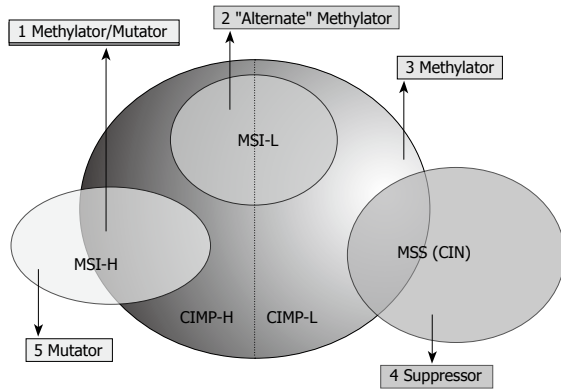 2 "Alternate" Methylator
1 Methylator/Mutator
3 Methylator
MSI-L
MSS (CIN)
MSI-H
CIMP-H
CIMP-L
5 Mutator
4 Suppressor